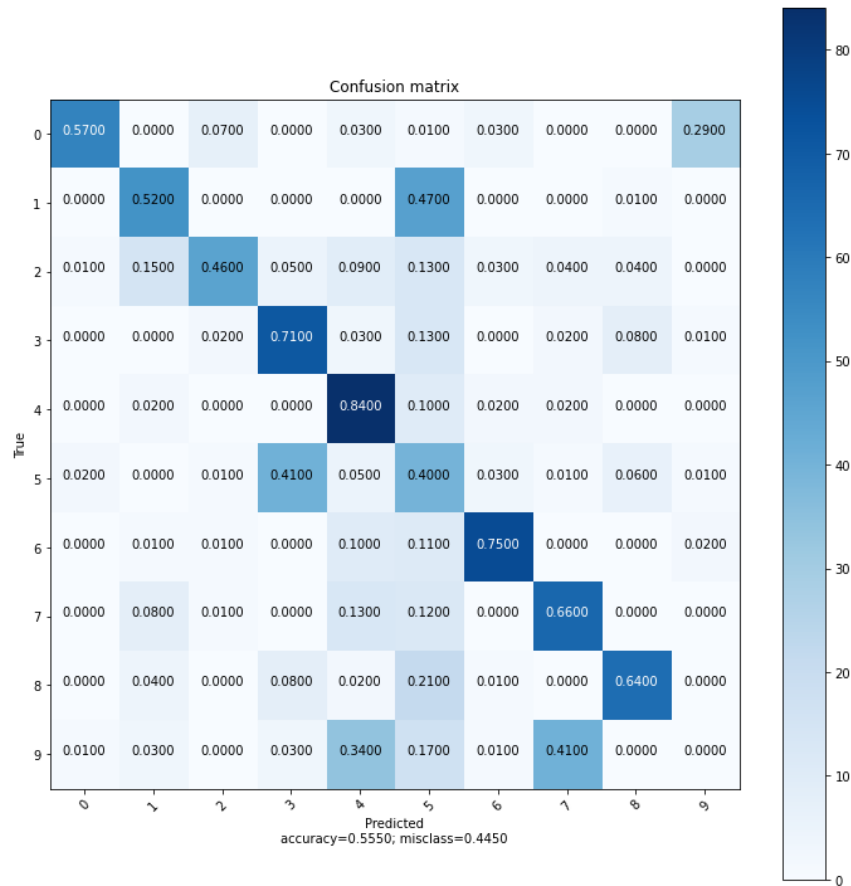 Confusion matrix
80
70
60
50
40
30
20
10
0
True
0 0.5700 0.0000 0.0700 0.0000 0.0300 0.0100 0.0300 0.0000 0.0000 0.2900
1 0.0000 0.5200 0.0000 0.0000 0.0000 0.4700 0.0000 0.0000 0.0100 0.0000
2 0.0100 0.1500 0.4600 0.0500 0.0900 0.1300 0.0300 0.0400 0.0400 0.0000
3 0.0000 0.0000 0.0200 0.7100 0.0300 0.1300 0.0000 0.0200 0.0800 0.0100
4 0.0000 0.0200 0.0000 0.0000 0.8400 0.1000 0.0200 0.0200 0.0000 0.0000
5 0.0200 0.0000 0.0100 0.4100 0.0500 0.4000 0.0300 0.0100 0.0600 0.0100
6 0.0000 0.0100 0.0100 0.0000 0.1000 0.1100 0.7500 0.0000 0.0000 0.0200
7 0.0000 0.0800 0.0100 0.0000 0.1300 0.1200 0.0000 0.6600 0.0000 0.0000
8 0.0000 0.0400 0.0000 0.0800 0.0200 0.2100 0.0100 0.0000 0.6400 0.0000
9 0.0100 0.0300 0.0000 0.0300 0.3400 0.1700 0.0100 0.4100 0.0000 0.0000
0 1 2 3 4 5 6 7 8 9
Predicted
accuracy=0.5550; misclass=0.4450